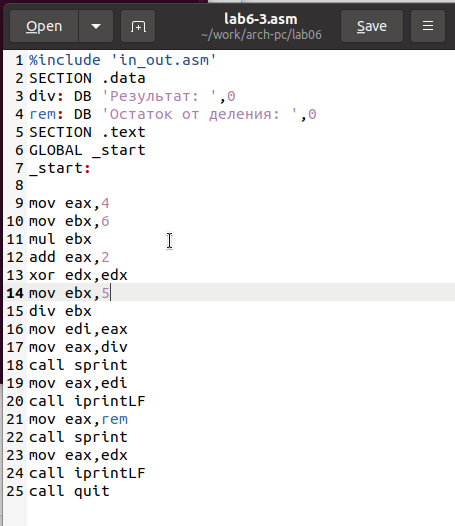 Open
lab6-3.asm
~/work/arch-pc/lab06
Save
1 %include 'in_out.asm'
2 SECTION .data
3 div: DB 'Результат: ',0
4 rem: DB 'Остаток от деления: ',0
5 SECTION .text
6 GLOBAL _start
7 _start:
8
9 mov eax,4
10 mov ebx,6
11 mul ebx
12 add eax,2
13 xor edx,edx
14 mov ebx,5
15 div ebx
16 mov edi,eax
17 mov eax,div
18 call sprint
19 mov eax,edi
20 call iprintLF
21 mov eax,rem
22 call sprint
23 mov eax,edx
24 call iprintLF
25 call quit